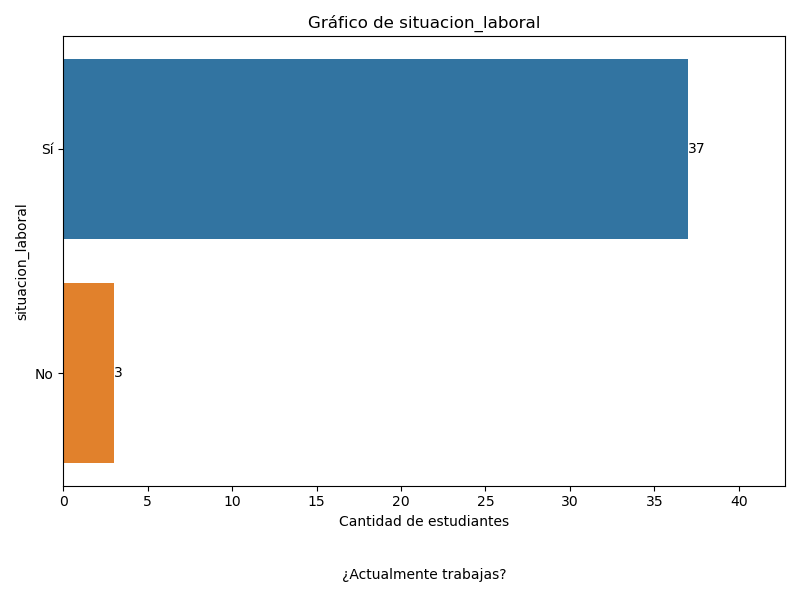 Gráfico de situacion_laboral
situacion_laboral
Sí
37
No
3
0 5 10 15 20 25 30 35 40
Cantidad de estudiantes
¿Actualmente trabajas?